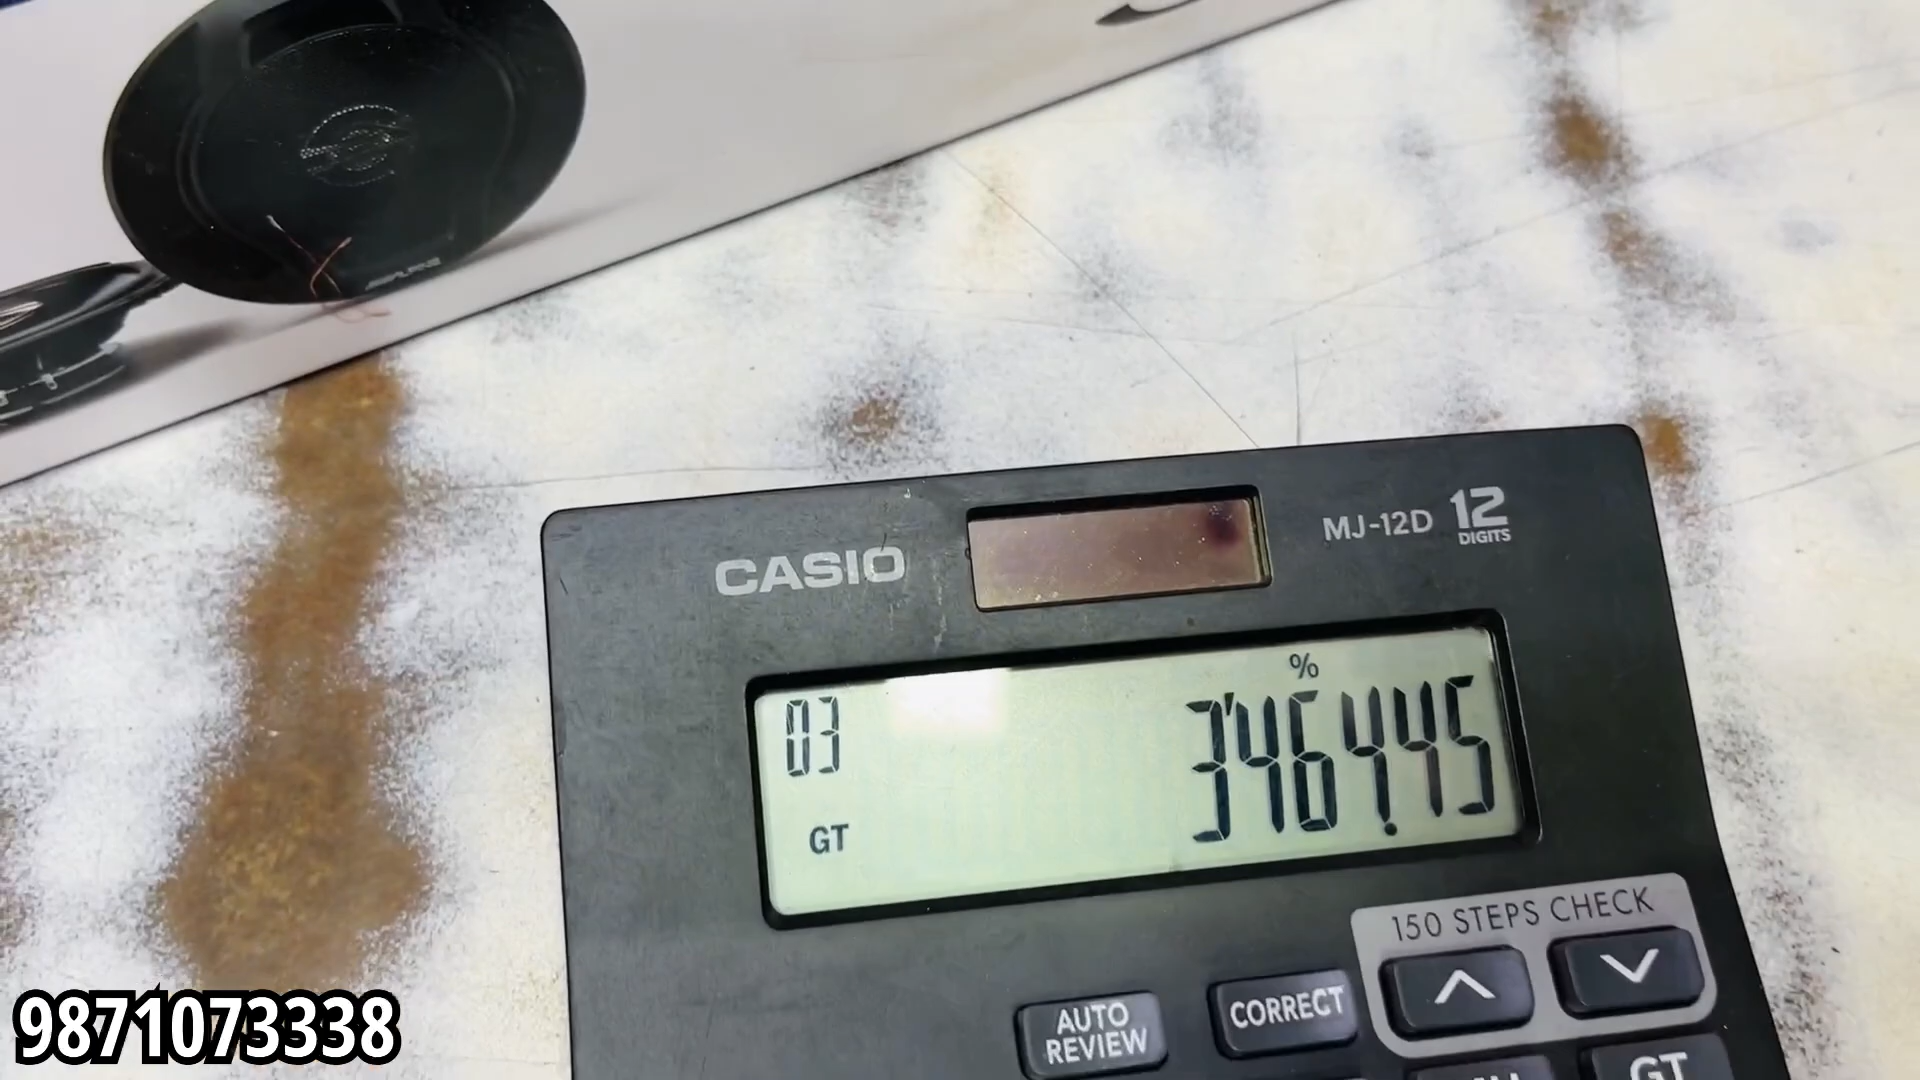 CASIO
MJ-12D
12
DIGITS
%
03
3'464.45
GT
150 STEPS CHECK
AUTO
REVIEW
CORRECT
GT
9871073338